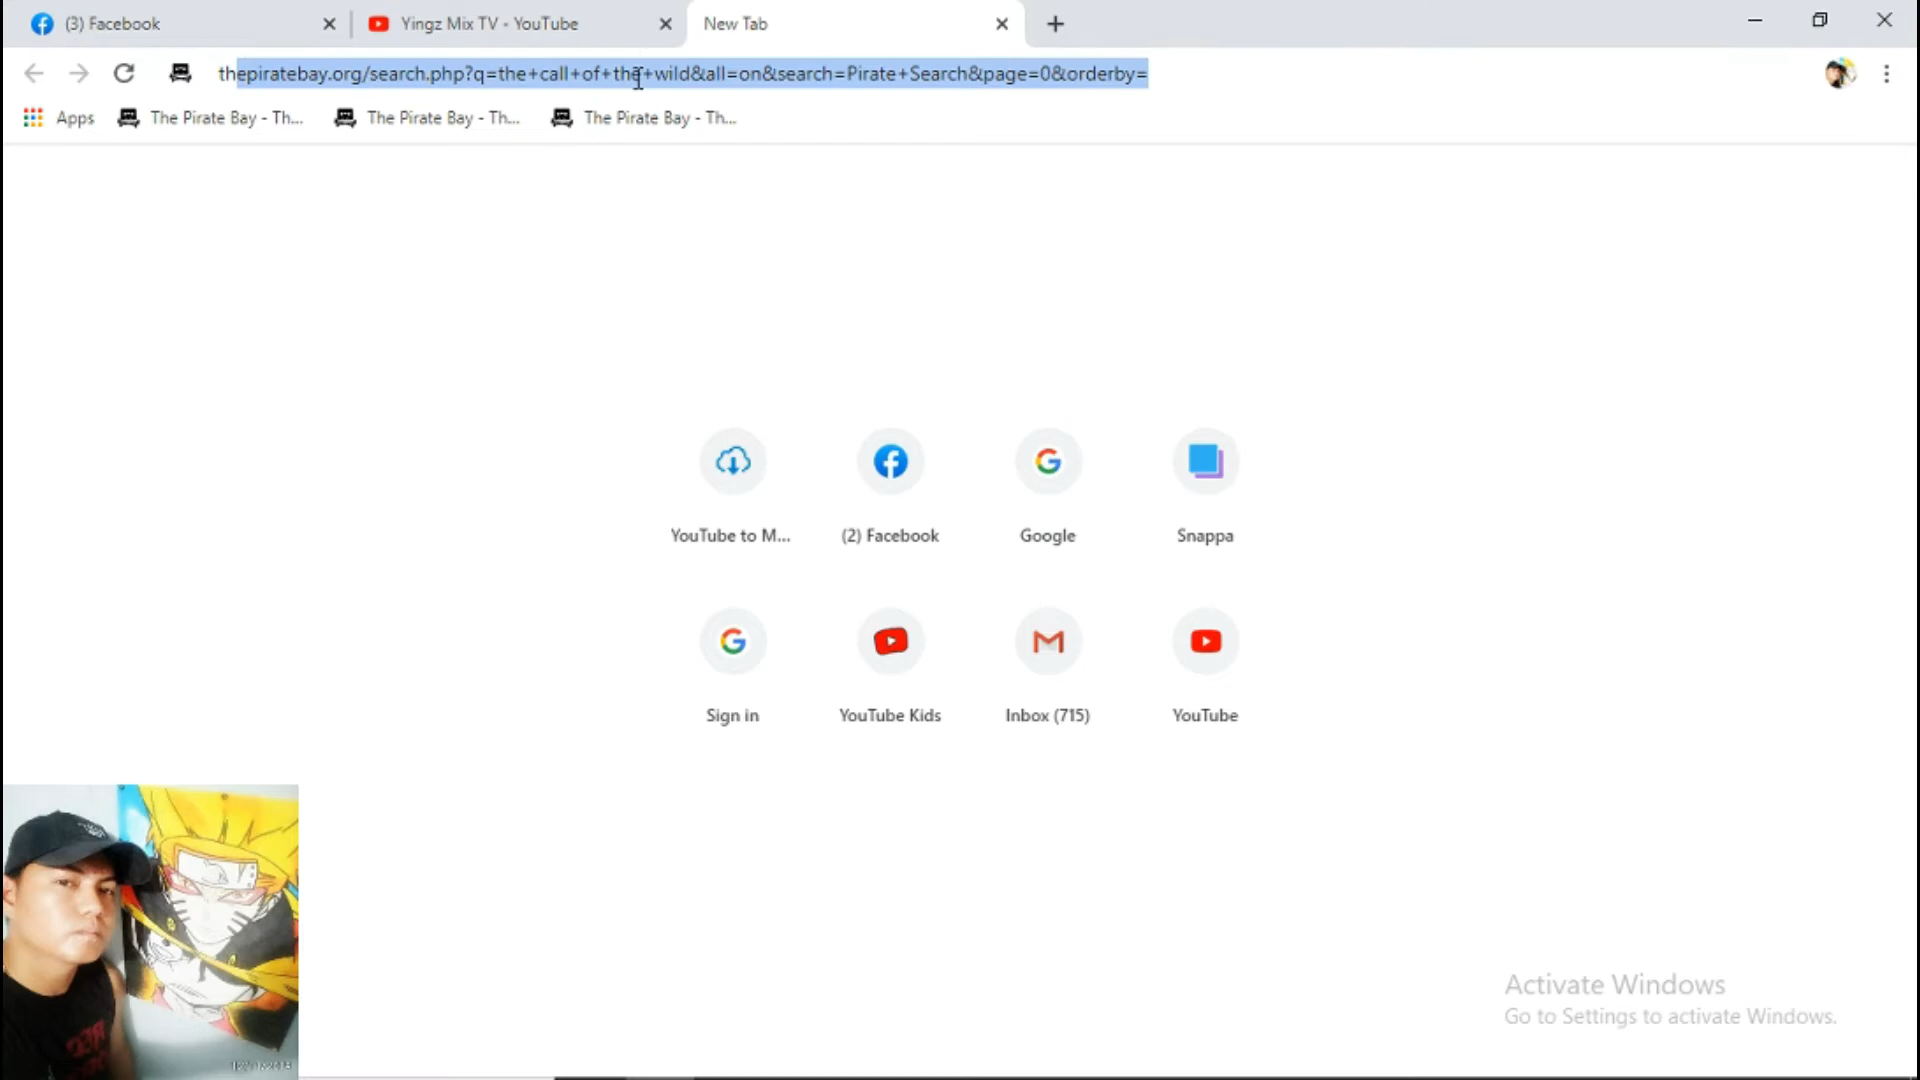 (3) Facebook
Yingz Mix TV - YouTube
New Tab
thepiratebay.org/search.php?q=the+call+of+the+wild&all=on&search=Pirate+Search&page=0&orderby=
Apps
The Pirate Bay - Th...
The Pirate Bay - Th...
The Pirate Bay - Th...
YouTube to M...
(2) Facebook
Google
Snappa
Sign in
YouTube Kids
Inbox (715)
YouTube
Activate Windows
Go to Settings to activate Windows.